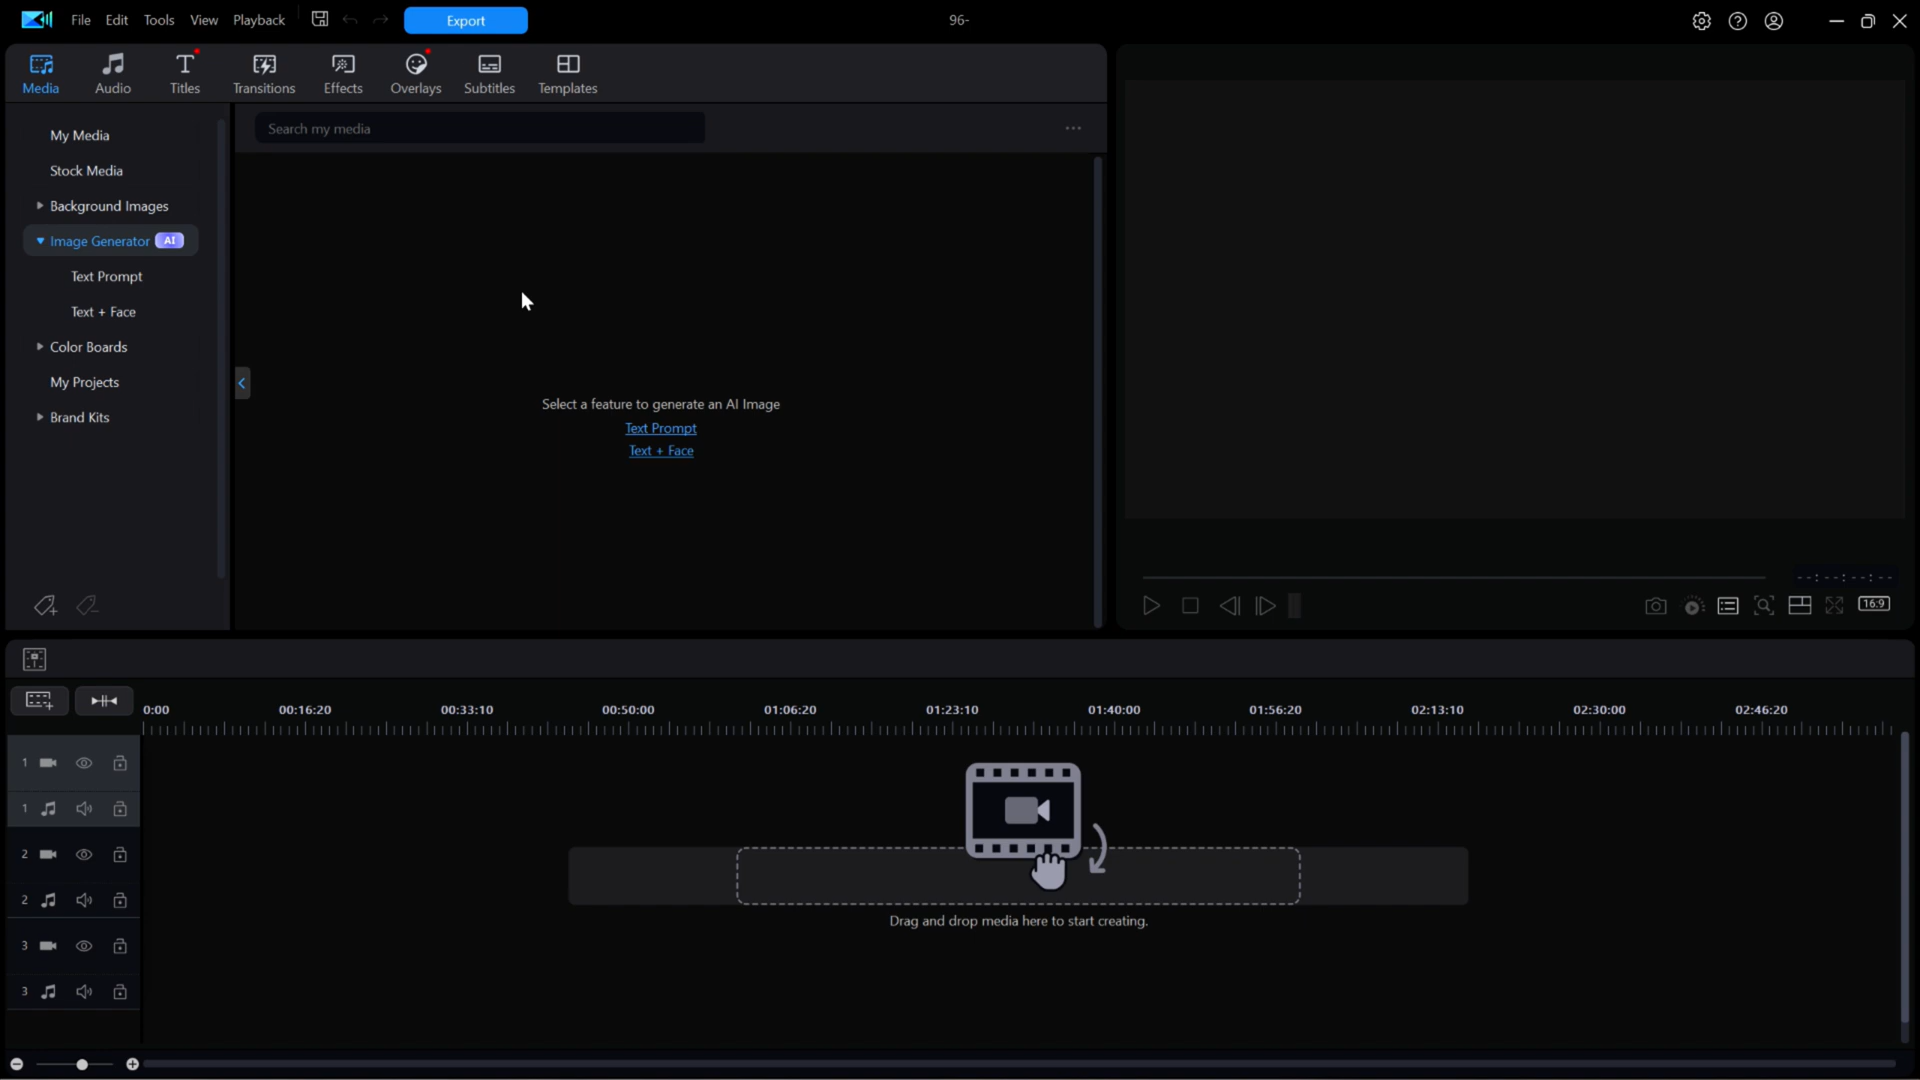 File Edit Tools View Playback Export 96-
Media Audio Titles Transitions Effects Overlays Subtitles Templates
My Media
Stock Media
Background Images
Image Generator AI
Text Prompt
Text + Face
Color Boards
My Projects
Brand Kits
Search my media
Select a feature to generate an AI Image
Text Prompt
Text + Face
--:--:--:--
16:9
0:00 00:16:20 00:33:10 00:50:00 01:06:20 01:23:10 01:40:00 01:56:20 02:13:10 02:30:00 02:46:20
1
1
2
2
3
3
Drag and drop media here to start creating.